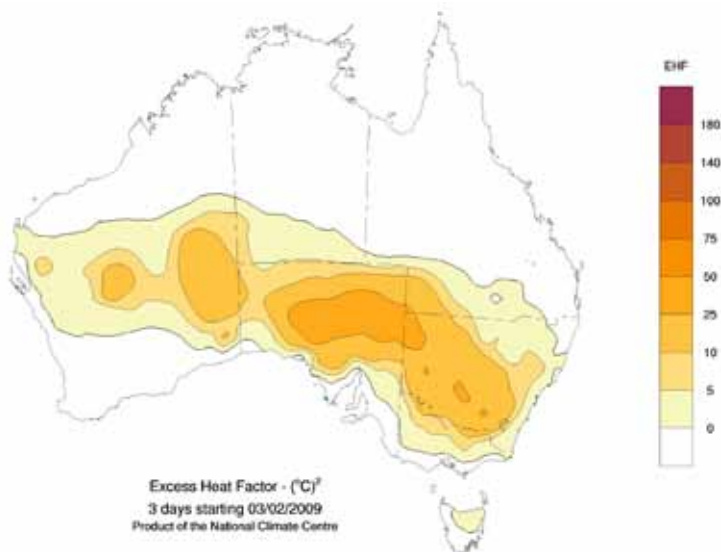 EHF
180
140
100
75
50
25
10
5
0
Excess Heat Factor - (°C)²
3 days starting 03/02/2009
Product of the National Climate Centre